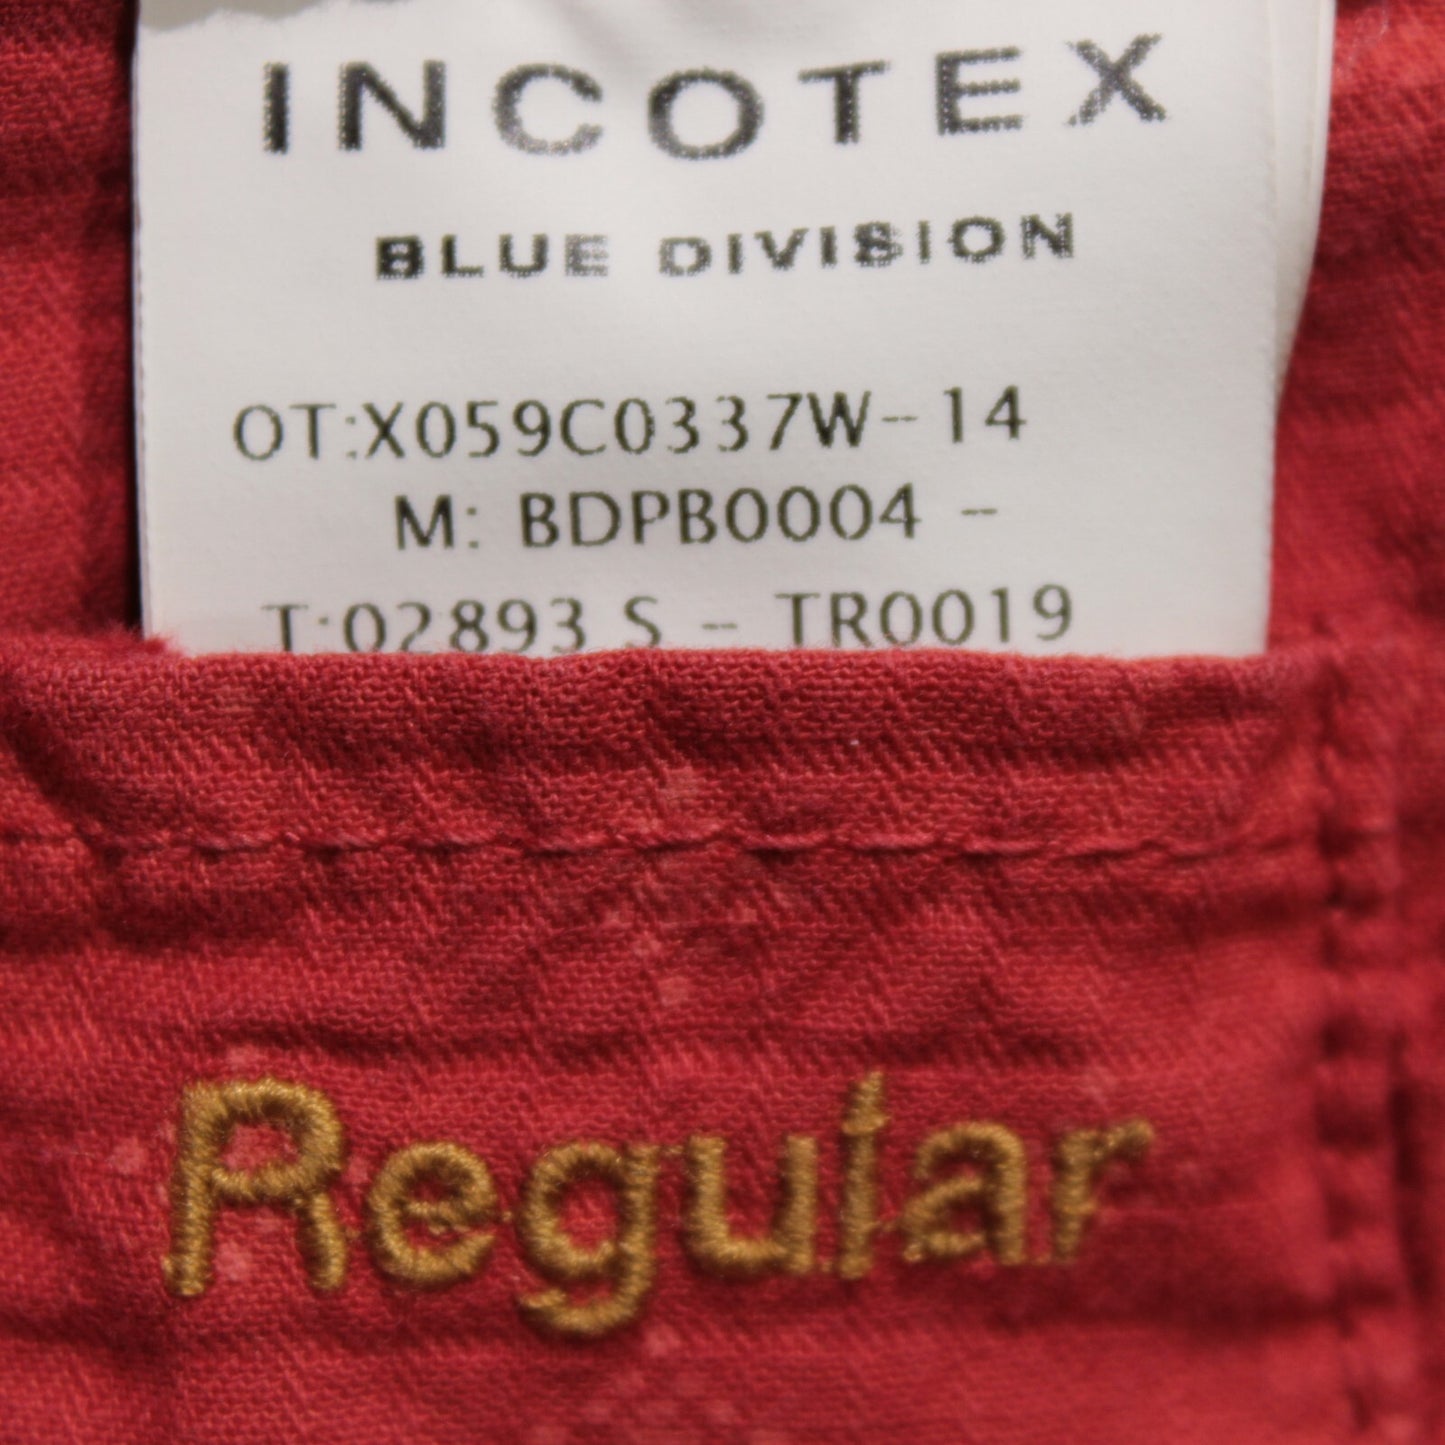 INCOTEX
BLUE DIVISION
OT:X059C0337W-14
M: BDPB0004 -
T:02893 S - TR0019
Regular